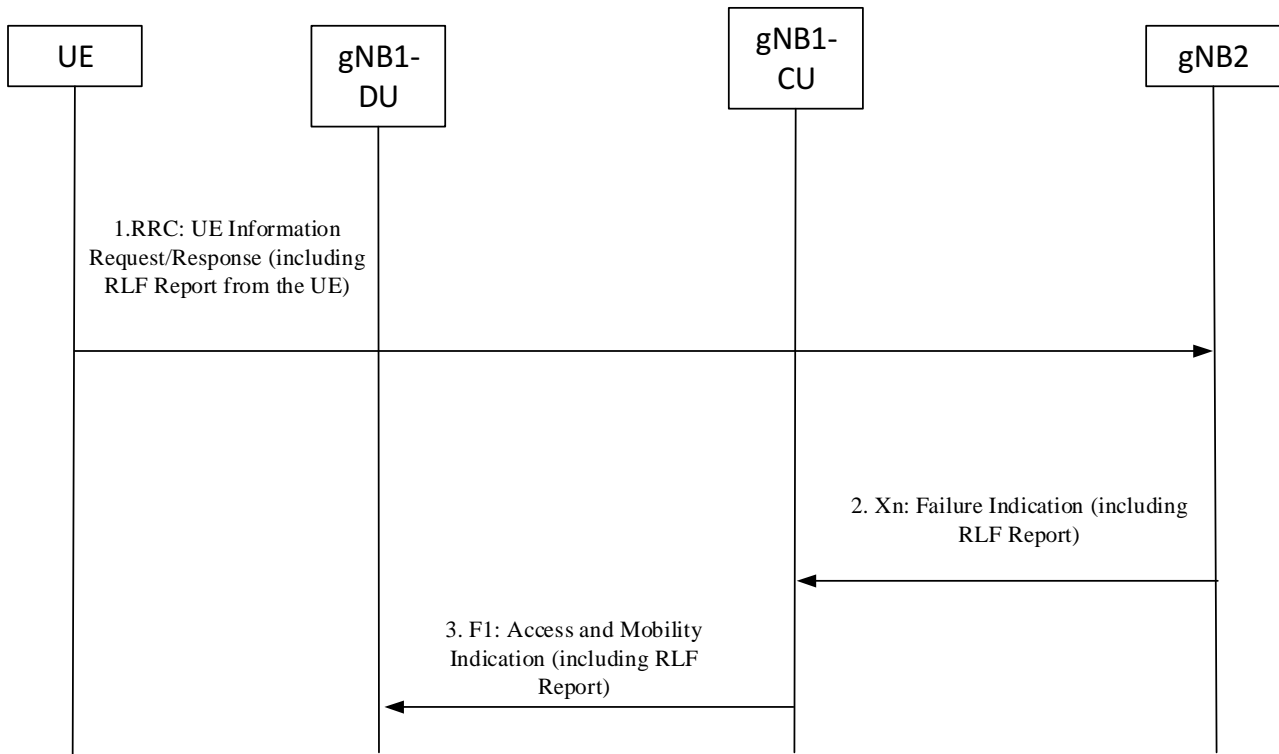 UE
gNB1-
DU
gNB1-
CU
gNB2
1.RRC: UE Information
Request/Response (including
RLF Report from the UE)
2. Xn: Failure Indication (including
RLF Report)
3. F1: Access and Mobility
Indication (including RLF
Report)